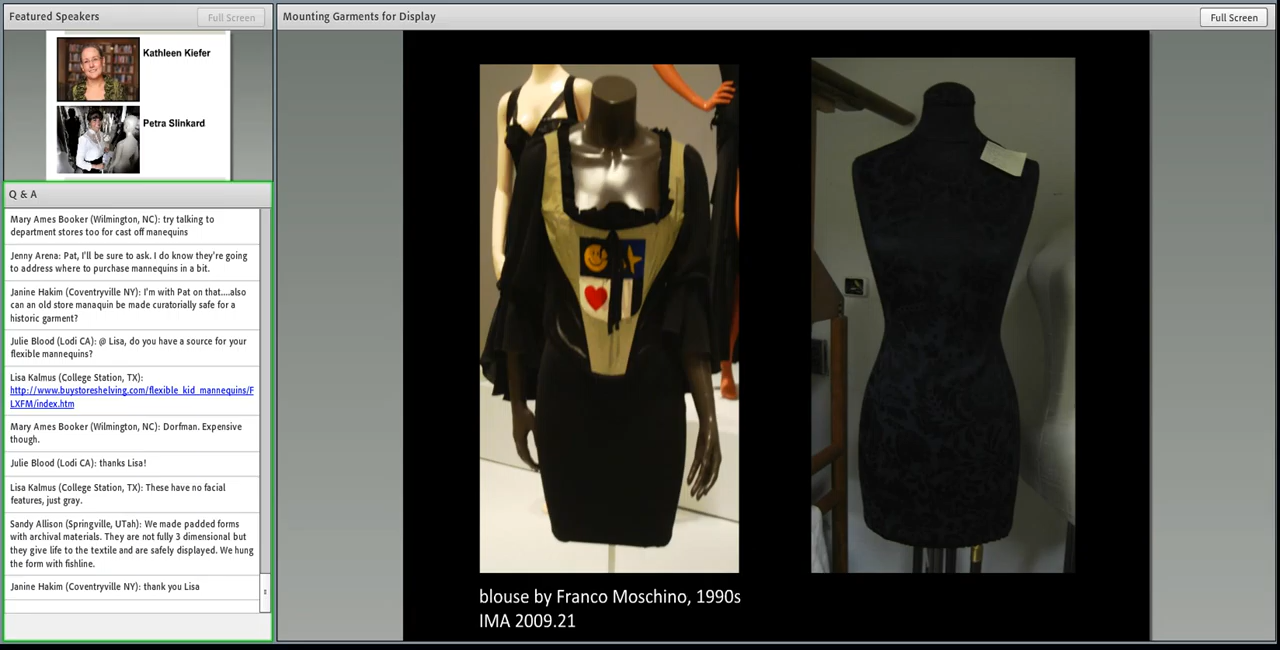 Featured Speakers
Full Screen
Kathleen Kiefer
Petra Slinkard
Q & A
Mary Ames Booker (Wilmington, NC): try talking to
department stores too for cast off manequins
Jenny Arena: Pat, I'll be sure to ask. I do know they're going
to address where to purchase mannequins in a bit.
Janine Hakim (Coventryville NY): I'm with Pat on that....also
can an old store manaquin be made curatorially safe for a
historic garment?
Julie Blood (Lodi CA): @ Lisa, do you have a source for your
flexible mannequins?
Lisa Kalmus (College Station, TX):
http://www.buystoreshelving.com/flexible_kid_mannequins/F
LXFM/index.htm
Mary Ames Booker (Wilmington, NC): Dorfman. Expensive
though.
Julie Blood (Lodi CA): thanks Lisa!
Lisa Kalmus (College Station, TX): These have no facial
features, just gray.
Sandy Allison (Springville, UTah): We made padded forms
with archival materials. They are not fully 3 dimensional but
they give life to the textile and are safely displayed. We hung
the form with fishline.
Janine Hakim (Coventryville NY): thank you Lisa
Mounting Garments for Display
Full Screen
blouse by Franco Moschino, 1990s
IMA 2009.21